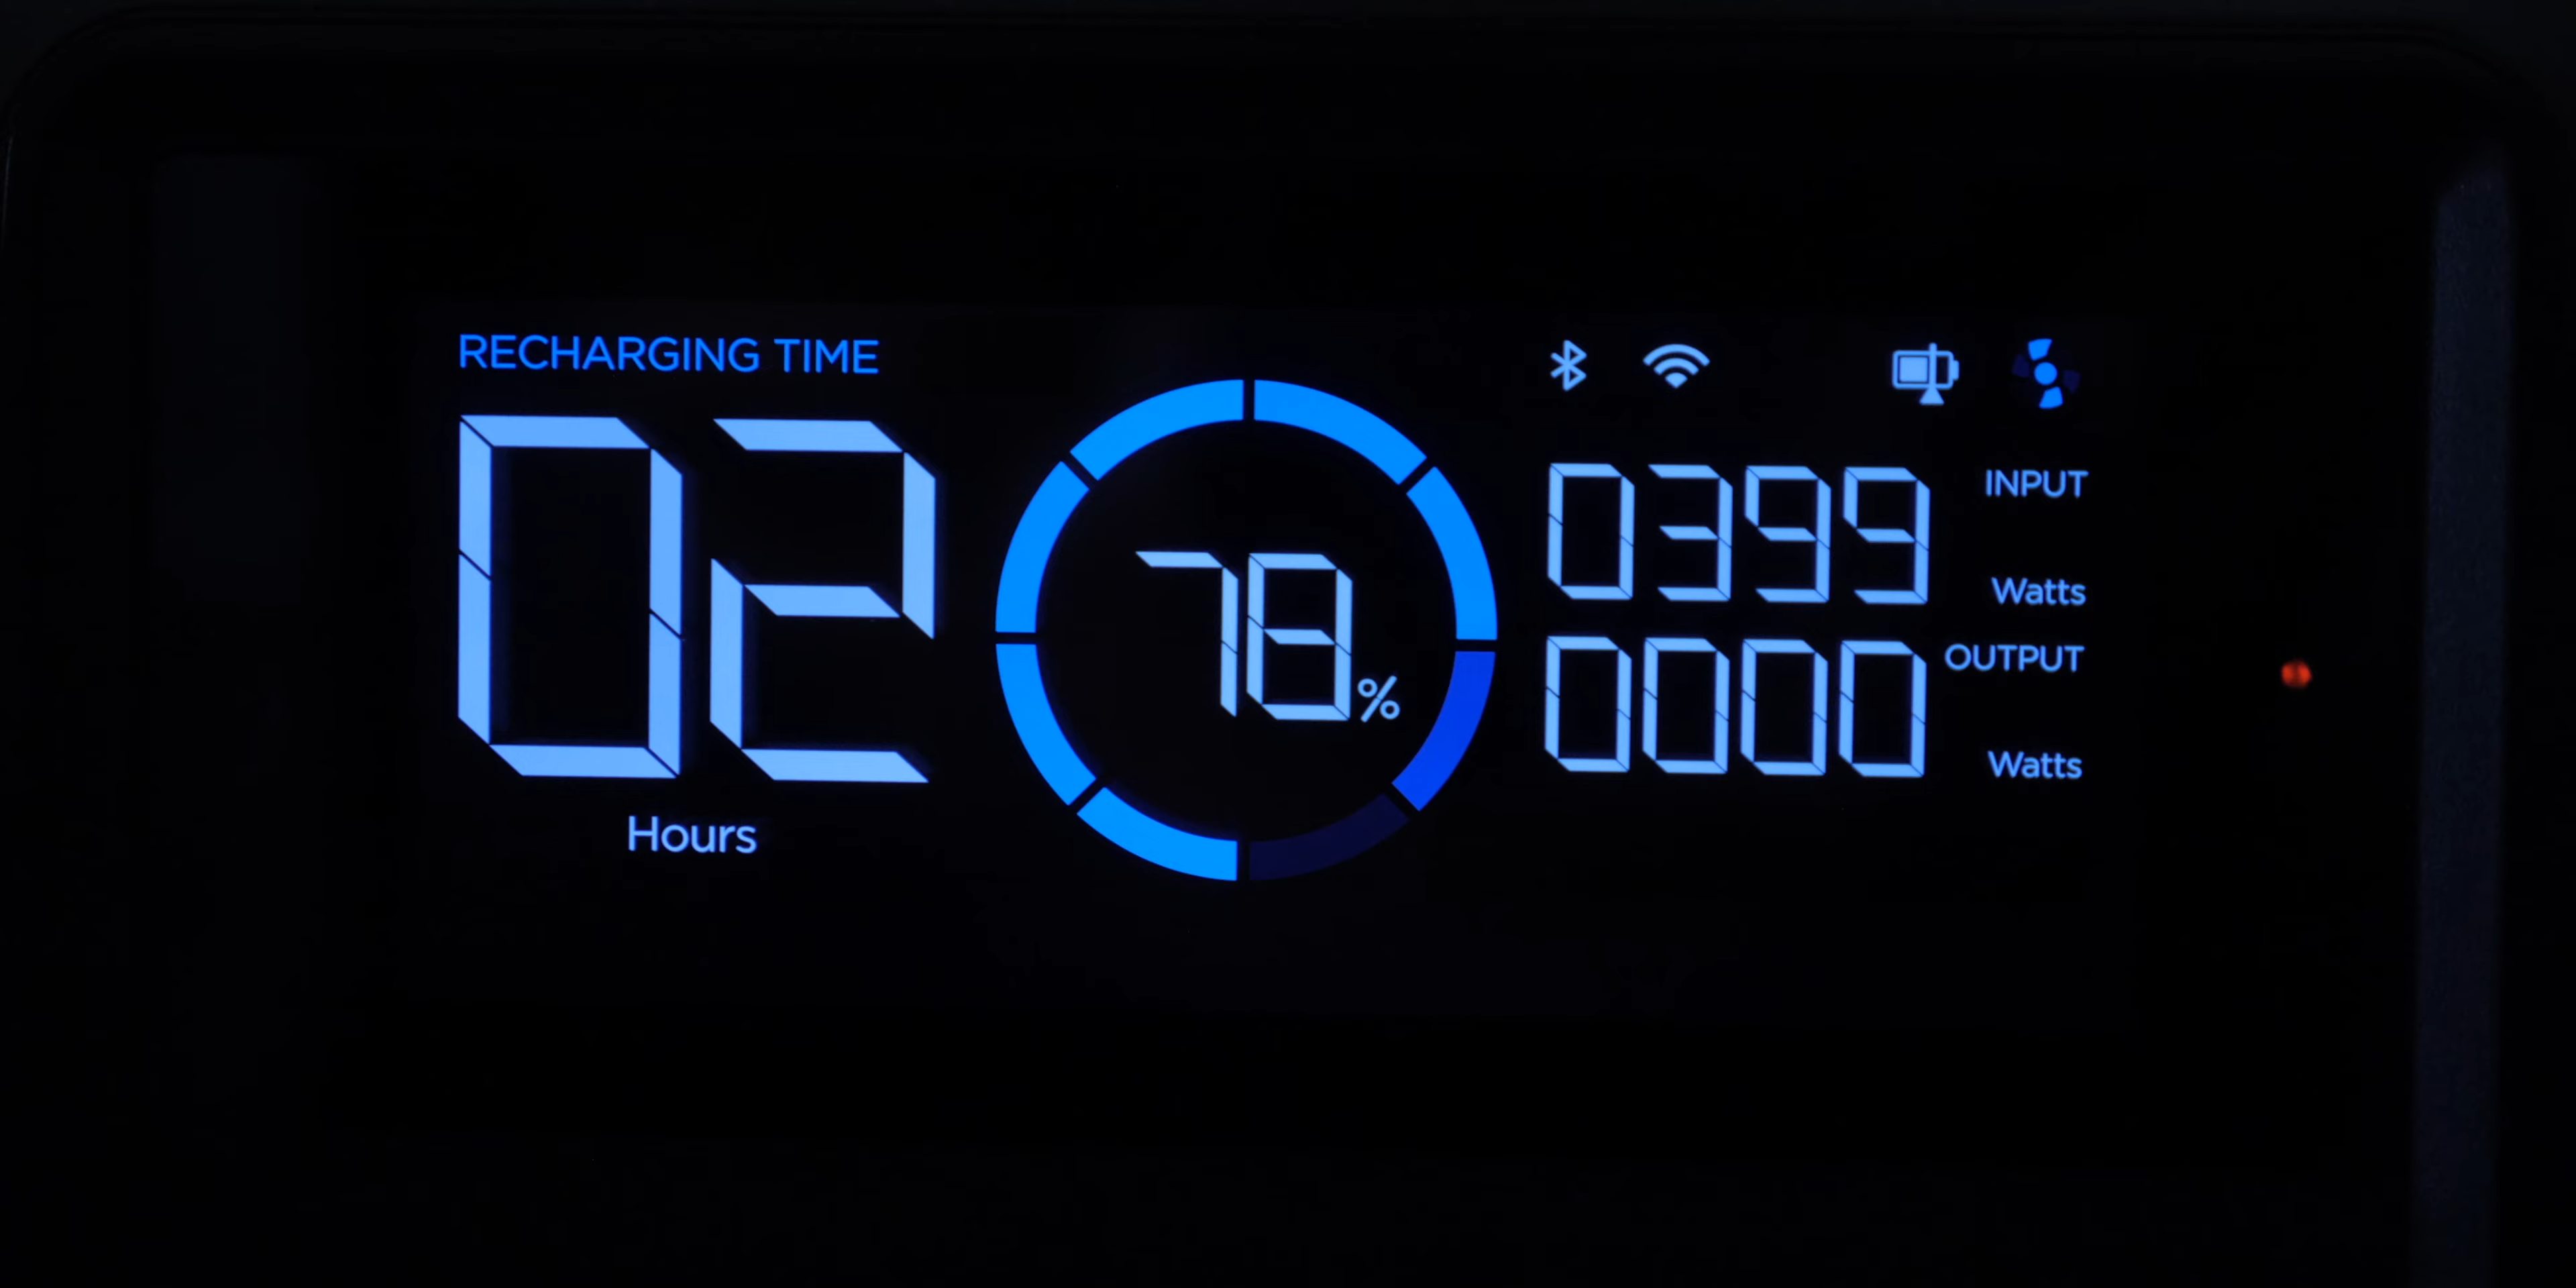 RECHARGING TIME
02
Hours
78%
0399 INPUT
Watts
0000 OUTPUT
Watts